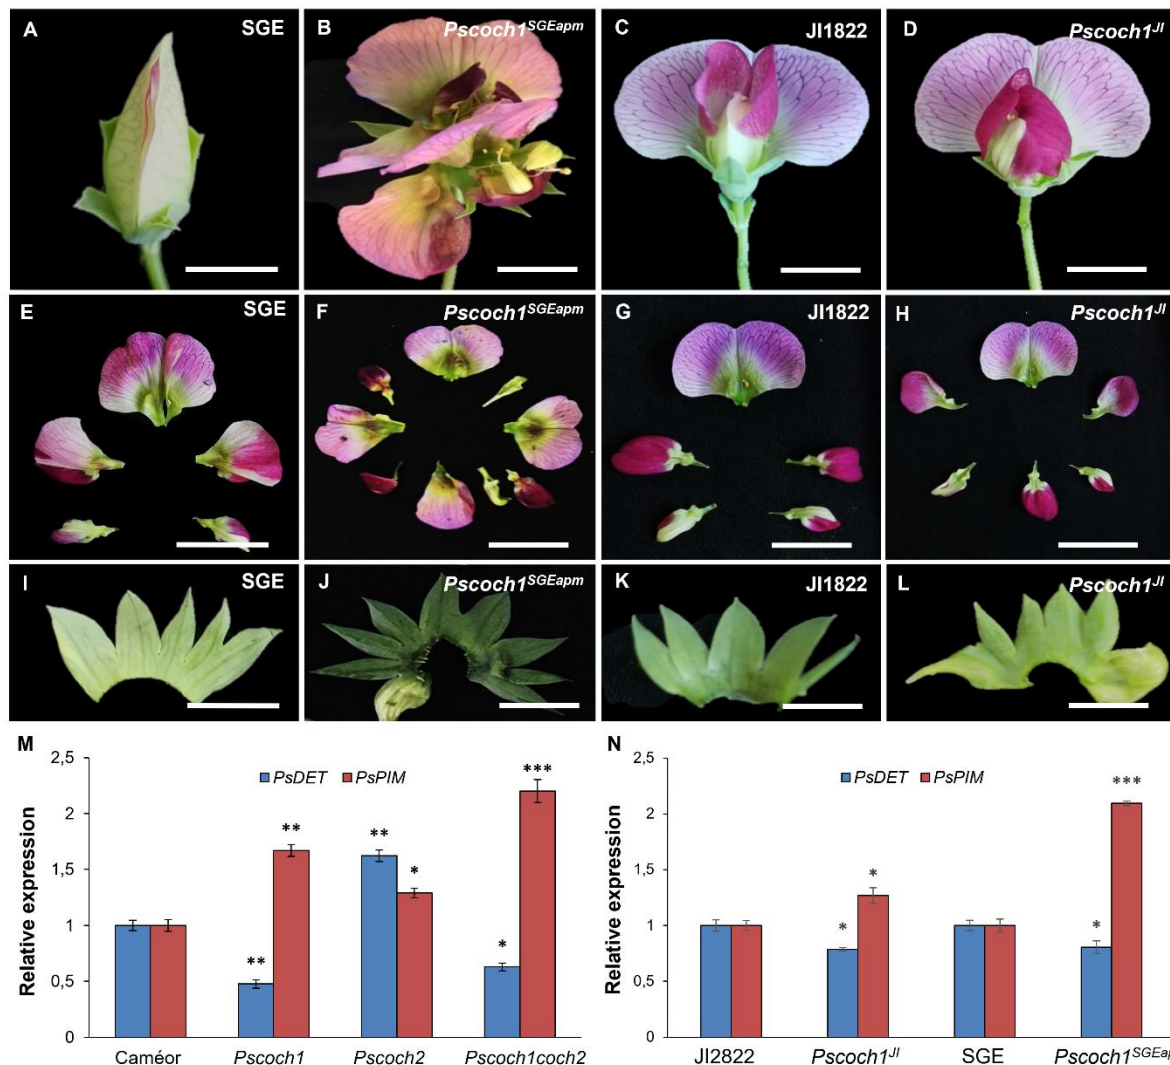 A SGE
B Pscoch1SGEapm
C JI1822
D Pscoch1JI
E SGE
F Pscoch1SGEapm
G JI1822
H Pscoch1JI
I SGE
J Pscoch1SGEapm
K JI1822
L Pscoch1JI
M
PsDET PsPIM
Relative expression
2,5
2
1,5
1
0,5
0
** ** ** * * ***
Caméor Pscoch1 Pscoch2 Pscoch1coch2
N
PsDET PsPIM
Relative expression
2,5
2
1,5
1
0,5
0
* * * ***
JI2822 Pscoch1JI SGE Pscoch1SGEap